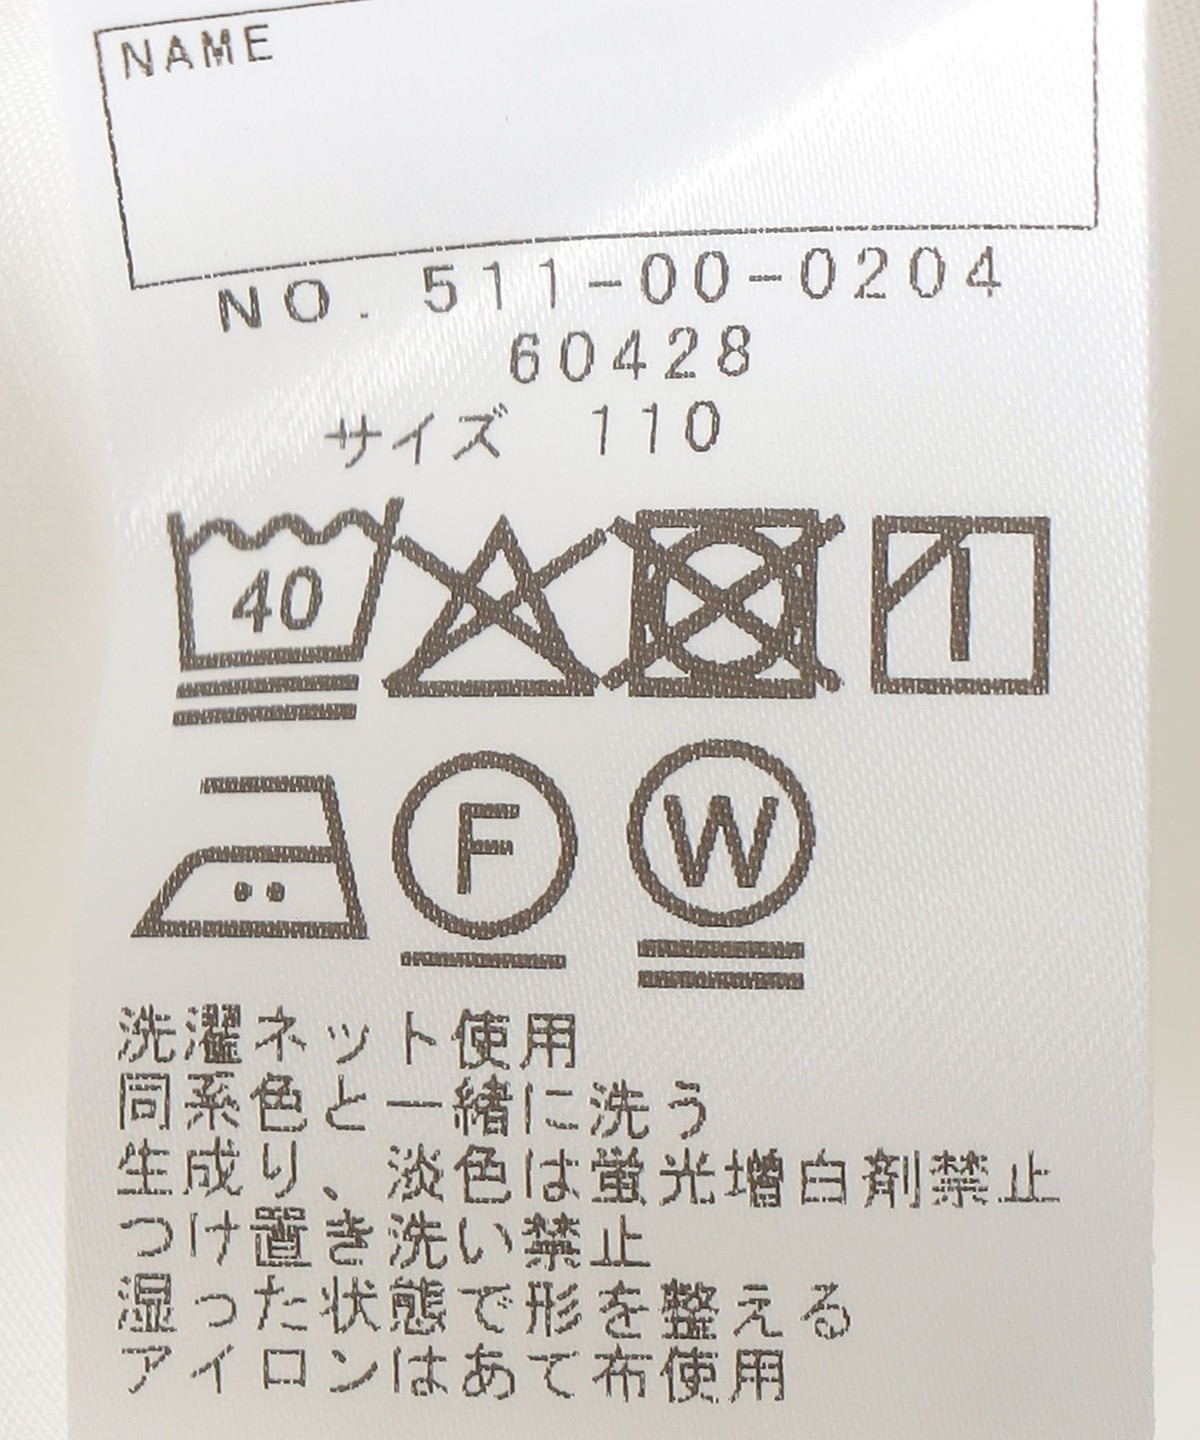 NAME
NO. 511-00-0204
60428
サイズ 110
40
F W
洗濯ネット使用
同系色と一緒に洗う
生成り、淡色は蛍光増白剤禁止
つけ置き洗い禁止
湿った状態で形を整える
アイロンはあて布使用